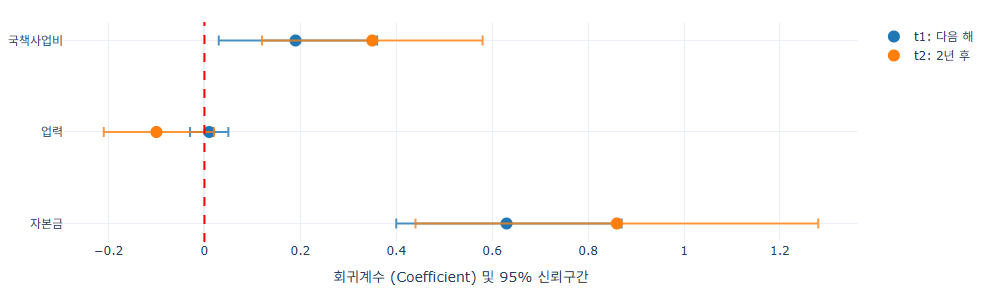 국책사업비
업력
자본금
−0.2 0 0.2 0.4 0.6 0.8 1 1.2
회귀계수 (Coefficient) 및 95% 신뢰구간
t1: 다음 해
t2: 2년 후